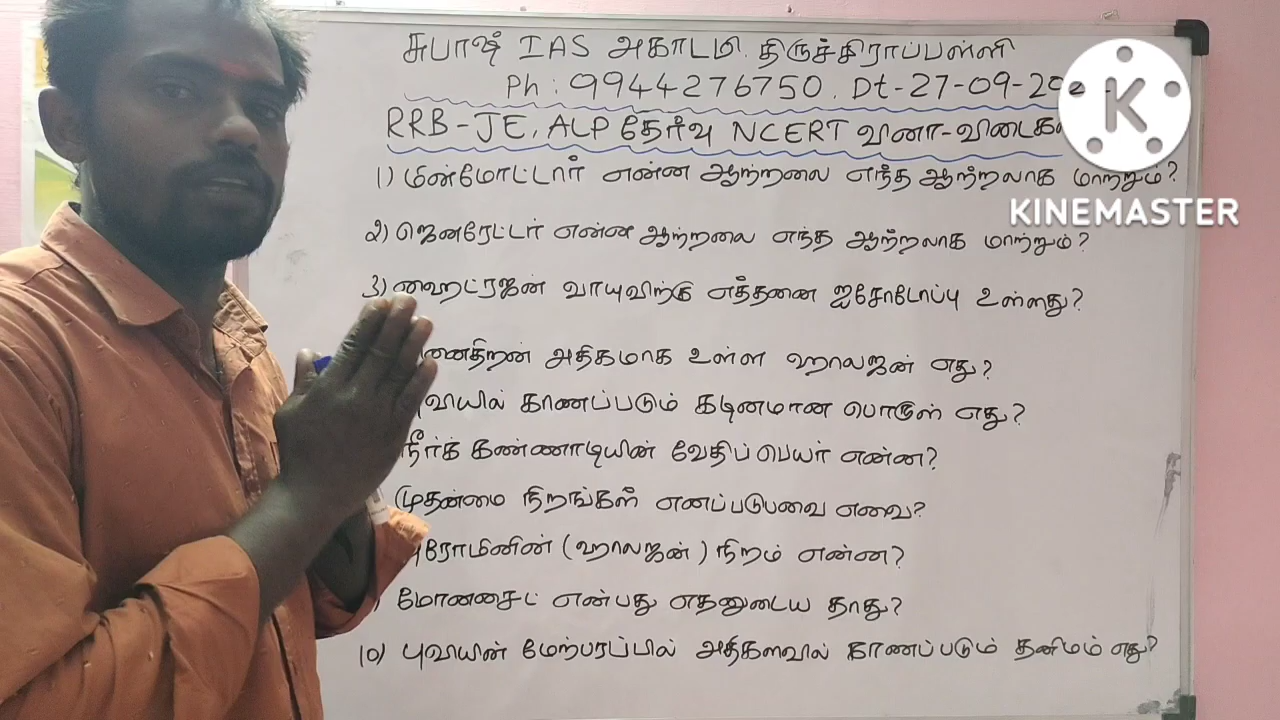 சுபாஷ் IAS அகாடமி. திருச்சிராப்பள்ளி
Ph : 9944276750. Dt-27-09-20
RRB-JE, ALP தேர்வு NCERT வினா-விடைகள்
1) மின்மோட்டார் என்ன ஆற்றலை எந்த ஆற்றலாக மாற்றும்?
2) ஜெனரேட்டர் என்ன ஆற்றலை எந்த ஆற்றலாக மாற்றும்?
3) ஹைட்ரஜன் வாயுவிற்கு எத்தனை ஐசோடோப்பு உள்ளது?
அதிகமாக உள்ள ஹாலஜன் எது?
காணப்படும் கடினமான பொருள் எது?
நீர்க் கண்ணாடியின் வேதிப் பெயர் என்ன?
முதன்மை நிறங்கள் எனப்படுபவை எவை?
(ஹாலஜன்) நிறம் என்ன?
மோனசைட் என்பது எதனுடைய தாது?
10) புவியின் மேற்பரப்பில் அதிகளவில் காணப்படும் தனிமம் எது?
K
KINEMASTER